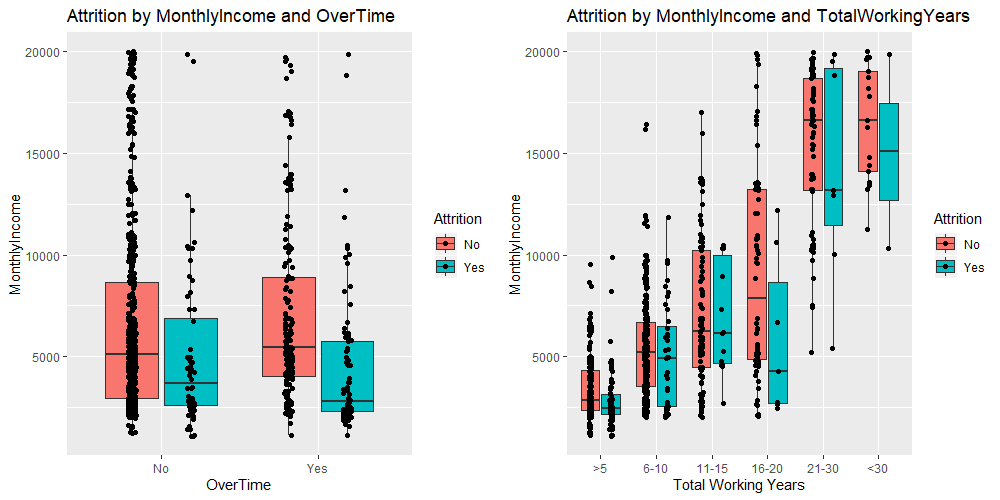 Attrition by MonthlyIncome and OverTime
20000
15000
10000
5000
MonthlyIncome
No
Yes
OverTime
Attrition
No
Yes
Attrition by MonthlyIncome and TotalWorkingYears
20000
15000
10000
5000
MonthlyIncome
>5
6-10
11-15
16-20
21-30
<30
Total Working Years
Attrition
No
Yes